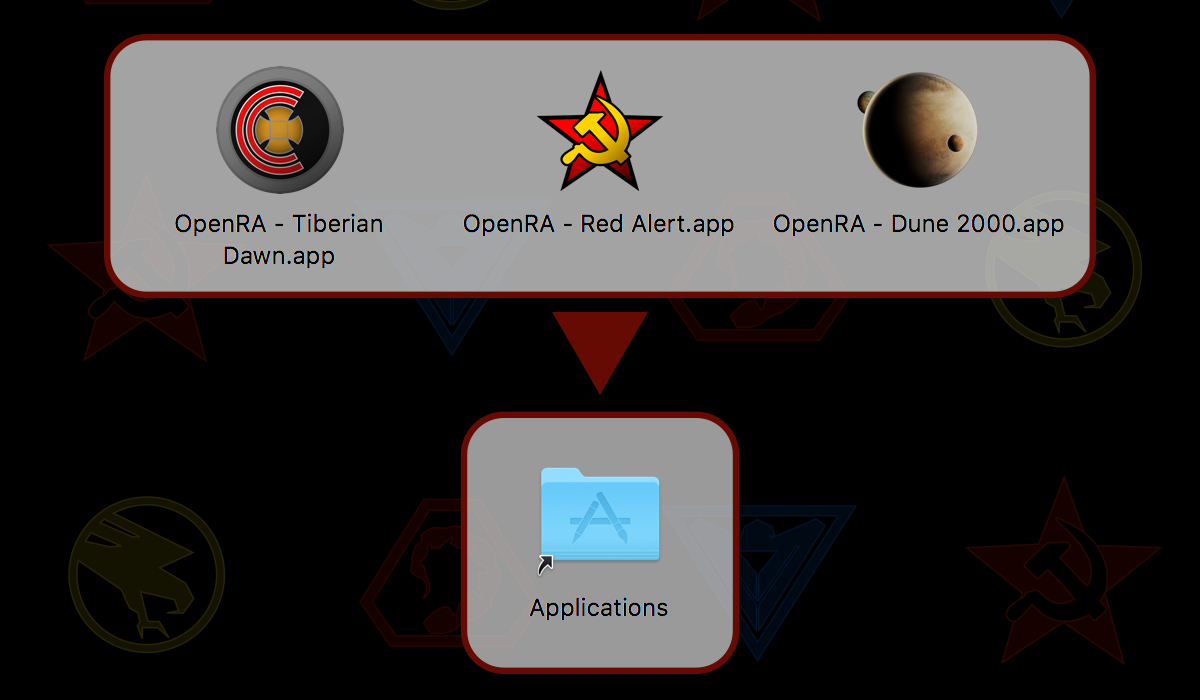 OpenRA - Tiberian
Dawn.app
OpenRA - Red Alert.app
OpenRA - Dune 2000.app
Applications